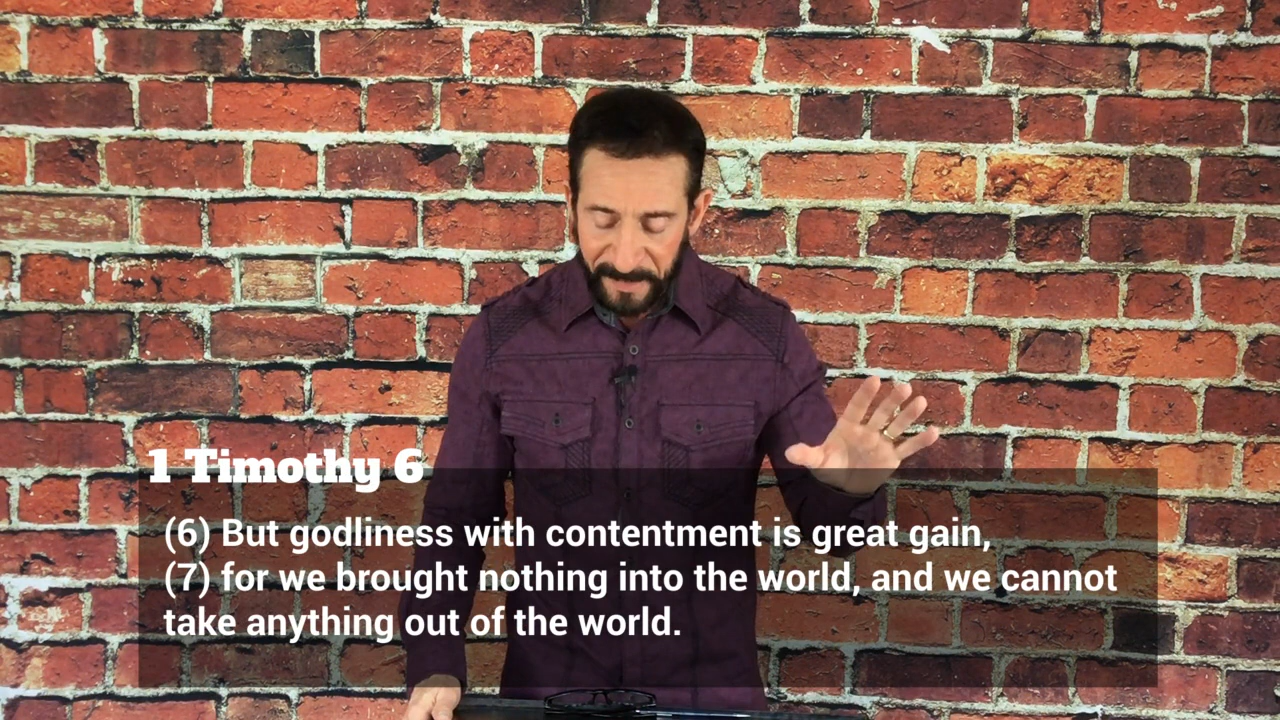 1 Timothy 6
(6) But godliness with contentment is great gain,
(7) for we brought nothing into the world, and we cannot
take anything out of the world.